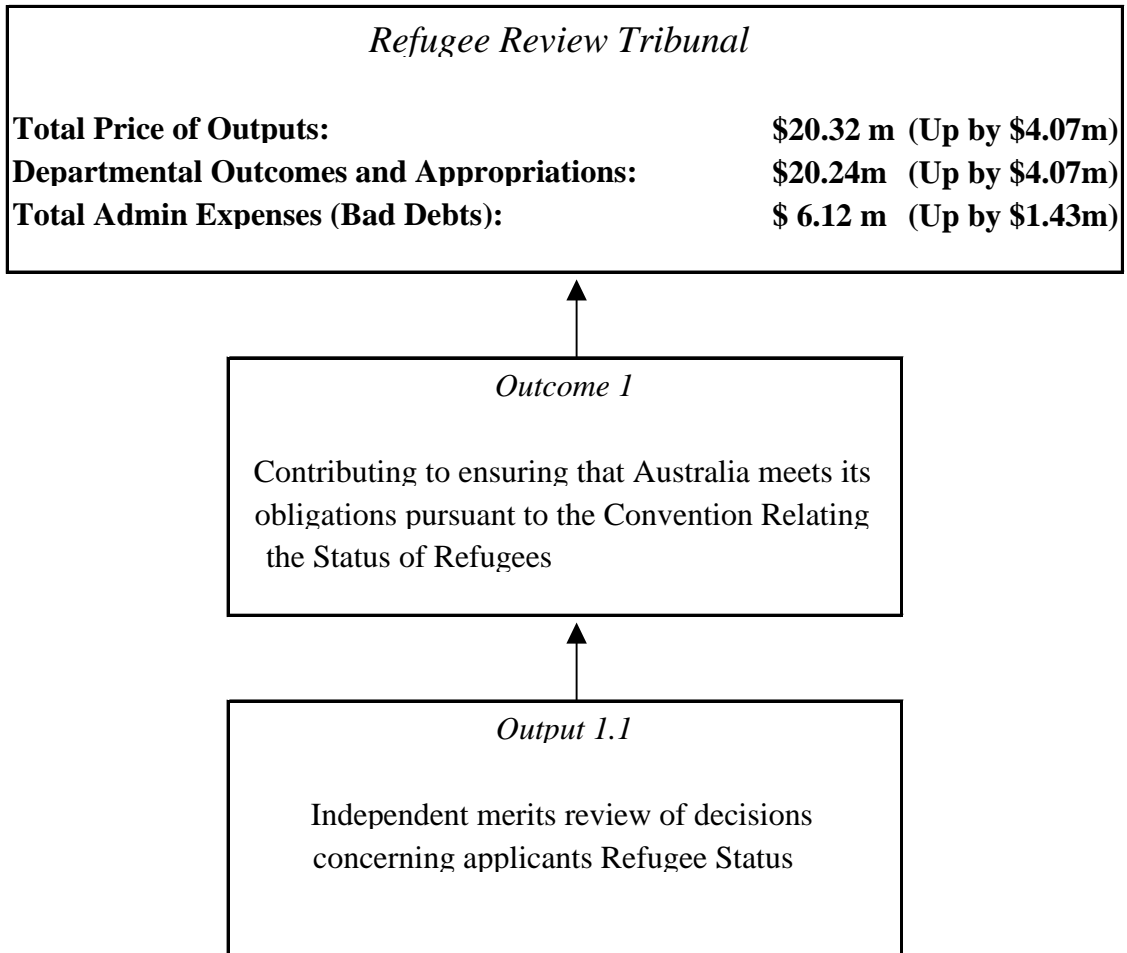 Refugee Review Tribunal
Total Price of Outputs: $20.32 m (Up by $4.07m)
Departmental Outcomes and Appropriations: $20.24m (Up by $4.07m)
Total Admin Expenses (Bad Debts): $ 6.12 m (Up by $1.43m)
Outcome 1
Contributing to ensuring that Australia meets its
obligations pursuant to the Convention Relating
the Status of Refugees
Output 1.1
Independent merits review of decisions
concerning applicants Refugee Status